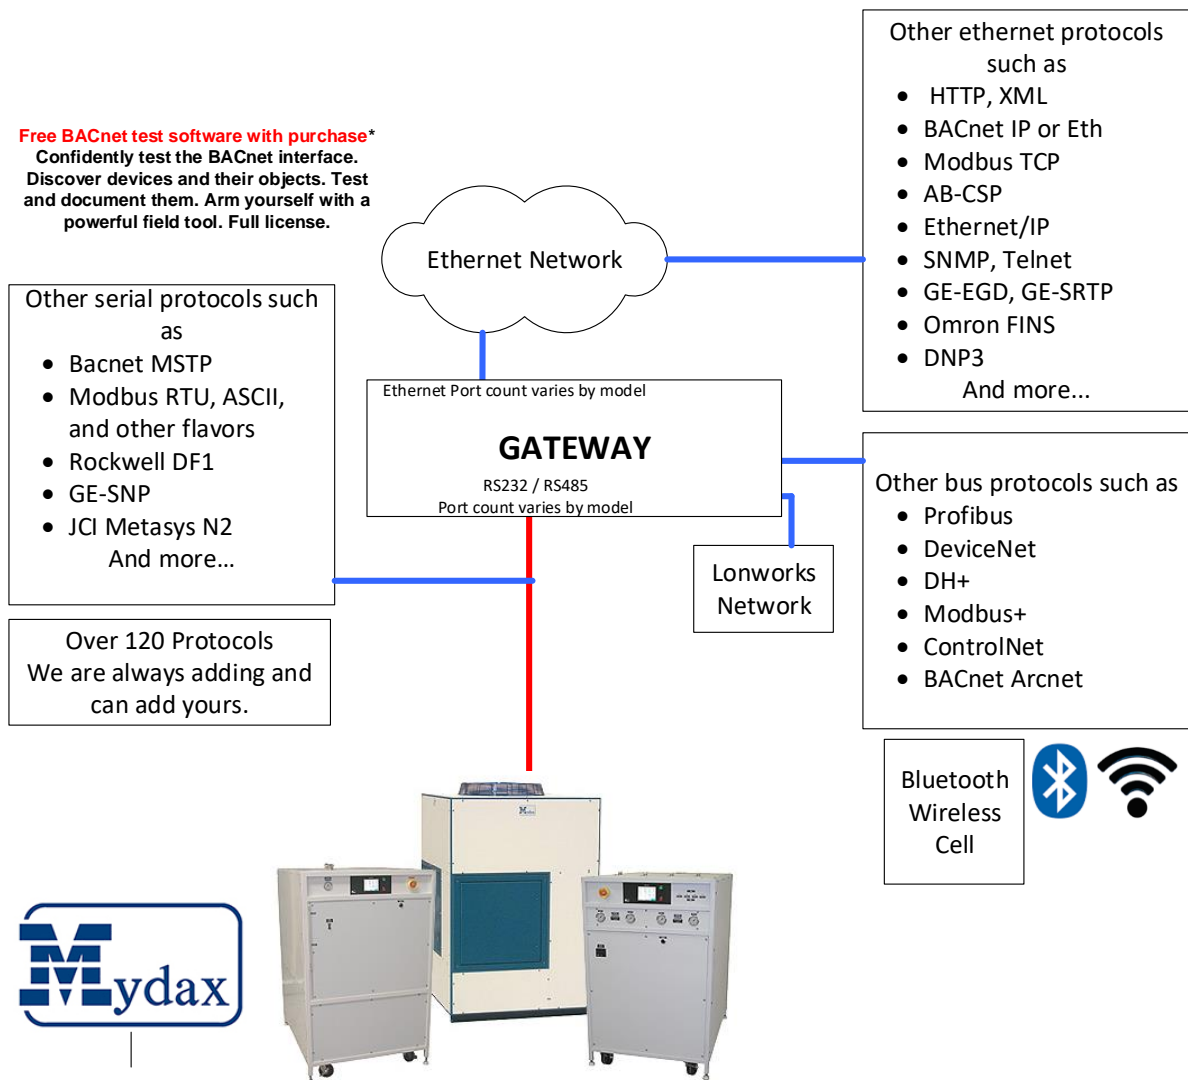 Free BACnet test software with purchase*
Confidently test the BACnet interface.
Discover devices and their objects. Test
and document them. Arm yourself with a
powerful field tool. Full license.
Other ethernet protocols
such as
• HTTP, XML
• BACnet IP or Eth
• Modbus TCP
• AB-CSP
• Ethernet/IP
• SNMP, Telnet
• GE-EGD, GE-SRTP
• Omron FINS
• DNP3
And more...
Ethernet Network
Other serial protocols such
as
• Bacnet MSTP
• Modbus RTU, ASCII,
and other flavors
• Rockwell DF1
• GE-SNP
• JCI Metasys N2
And more...
Ethernet Port count varies by model
GATEWAY
RS232 / RS485
Port count varies by model
Other bus protocols such as
• Profibus
• DeviceNet
• DH+
• Modbus+
• ControlNet
• BACnet Arcnet
Lonworks
Network
Over 120 Protocols
We are always adding and
can add yours.
Bluetooth
Wireless
Cell
Mydax
Mydax